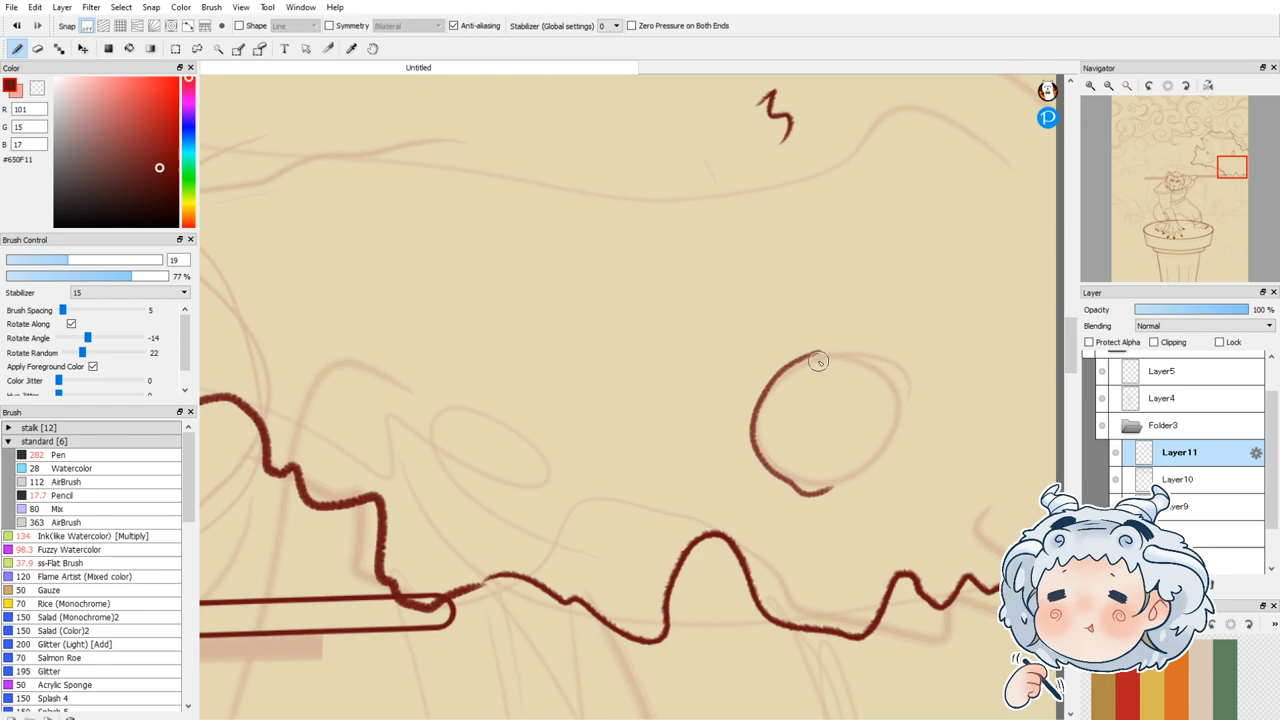 File Edit Layer Filter Select Snap Color Brush View Tool Window Help
Snap off Shape Line Symmetry Bilateral Anti-aliasing Stabilizer (Global settings) 0 Zero Pressure on Both Ends
Color
Untitled
Navigator
R 101
G 15
B 17
#650F11
Brush Control
19
77 %
Stabilizer 15
Brush Spacing 5
Rotate Along
Rotate Angle -14
Rotate Random 22
Apply Foreground Color
Color Jitter 0
Brush
stalk [12]
standard [6]
282 Pen
28 Watercolor
112 AirBrush
17.7 Pencil
80 Mix
363 AirBrush
134 Ink(like Watercolor) [Multiply]
98.3 Fuzzy Watercolor
37.9 ss-Flat Brush
120 Flame Artist (Mixed color)
50 Gauze
70 Rice (Monochrome)
150 Salad (Monochrome)2
150 Salad (Color)2
200 Glitter (Light) [Add]
70 Salmon Roe
195 Glitter
50 Acrylic Sponge
150 Splash 4
Layer
Opacity 100 %
Blending Normal
Protect Alpha Clipping Lock
Layer5
Layer4
Folder3
Layer11
Layer10